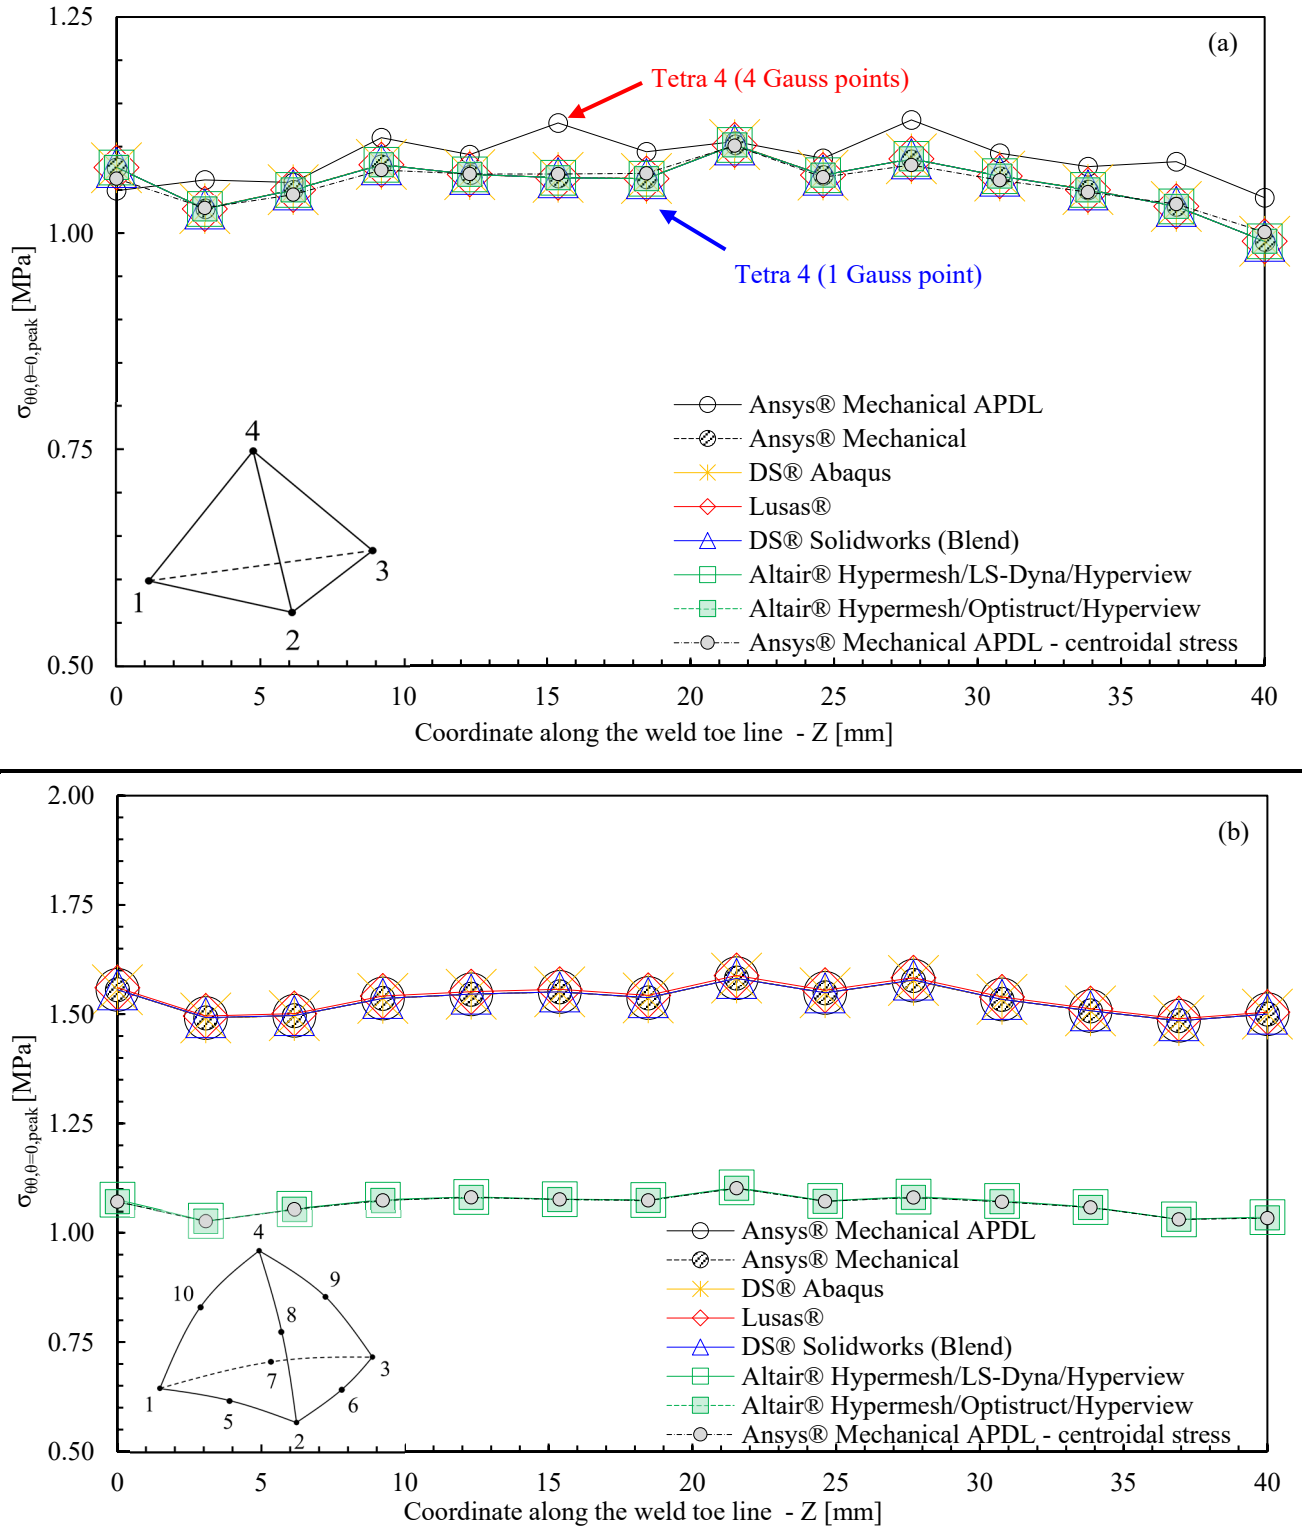 1.25
(a)
Tetra 4 (4 Gauss points)
1.00
Tetra 4 (1 Gauss point)
σθθ,θ=0,peak [MPa]
Ansys® Mechanical APDL
4
Ansys® Mechanical
0.75
DS® Abaqus
Lusas®
DS® Solidworks (Blend)
3
Altair® Hypermesh/LS-Dyna/Hyperview
1
Altair® Hypermesh/Optistruct/Hyperview
2
Ansys® Mechanical APDL - centroidal stress
0.50
0 5 10 15 20 25 30 35 40
Coordinate along the weld toe line - Z [mm]
2.00
(b)
1.75
1.50
σθθ,θ=0,peak [MPa]
1.25
1.00
Ansys® Mechanical APDL
4
Ansys® Mechanical
9
10
DS® Abaqus
8
Lusas®
0.75
DS® Solidworks (Blend)
3
7
Altair® Hypermesh/LS-Dyna/Hyperview
1
5
6
Altair® Hypermesh/Optistruct/Hyperview
2
Ansys® Mechanical APDL - centroidal stress
0.50
0 5 10 15 20 25 30 35 40
Coordinate along the weld toe line - Z [mm]